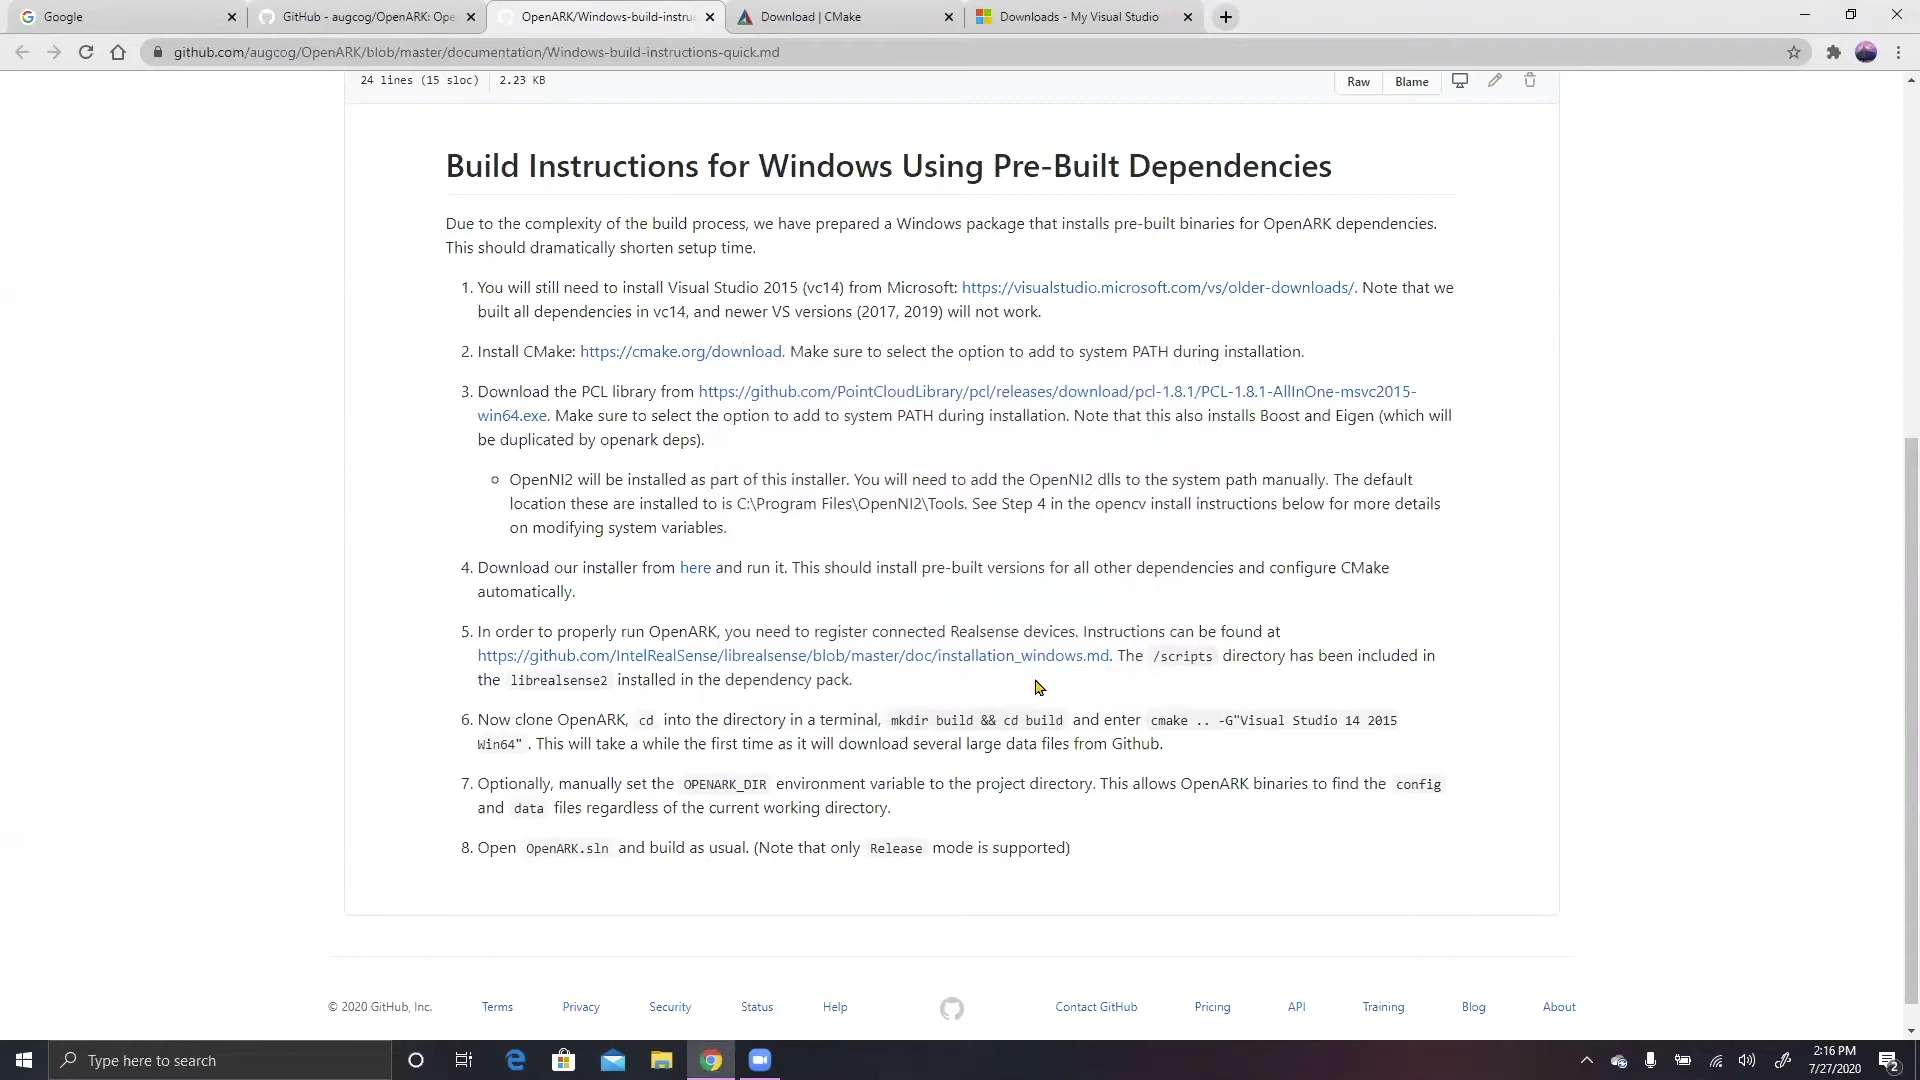 Google
GitHub - augcog/OpenARK: Ope
OpenARK/Windows-build-instru
Download | CMake
Downloads - My Visual Studio
github.com/augcog/OpenARK/blob/master/documentation/Windows-build-instructions-quick.md
24 lines (15 sloc) 2.23 KB
Raw Blame
Build Instructions for Windows Using Pre-Built Dependencies
Due to the complexity of the build process, we have prepared a Windows package that installs pre-built binaries for OpenARK dependencies.
This should dramatically shorten setup time.
1. You will still need to install Visual Studio 2015 (vc14) from Microsoft: https://visualstudio.microsoft.com/vs/older-downloads/. Note that we
built all dependencies in vc14, and newer VS versions (2017, 2019) will not work.
2. Install CMake: https://cmake.org/download. Make sure to select the option to add to system PATH during installation.
3. Download the PCL library from https://github.com/PointCloudLibrary/pcl/releases/download/pcl-1.8.1/PCL-1.8.1-AllInOne-msvc2015-
win64.exe. Make sure to select the option to add to system PATH during installation. Note that this also installs Boost and Eigen (which will
be duplicated by openark deps).
OpenNI2 will be installed as part of this installer. You will need to add the OpenNI2 dlls to the system path manually. The default
location these are installed to is C:\Program Files\OpenNI2\Tools. See Step 4 in the opencv install instructions below for more details
on modifying system variables.
4. Download our installer from here and run it. This should install pre-built versions for all other dependencies and configure CMake
automatically.
5. In order to properly run OpenARK, you need to register connected Realsense devices. Instructions can be found at
https://github.com/IntelRealSense/librealsense/blob/master/doc/installation_windows.md. The /scripts directory has been included in
the librealsense2 installed in the dependency pack.
6. Now clone OpenARK, cd into the directory in a terminal, mkdir build && cd build and enter cmake .. -G"Visual Studio 14 2015
Win64" . This will take a while the first time as it will download several large data files from Github.
7. Optionally, manually set the OPENARK_DIR environment variable to the project directory. This allows OpenARK binaries to find the config
and data files regardless of the current working directory.
8. Open OpenARK.sln and build as usual. (Note that only Release mode is supported)
© 2020 GitHub, Inc. Terms Privacy Security Status Help Contact GitHub Pricing API Training Blog About
Type here to search
2:16 PM
7/27/2020
2